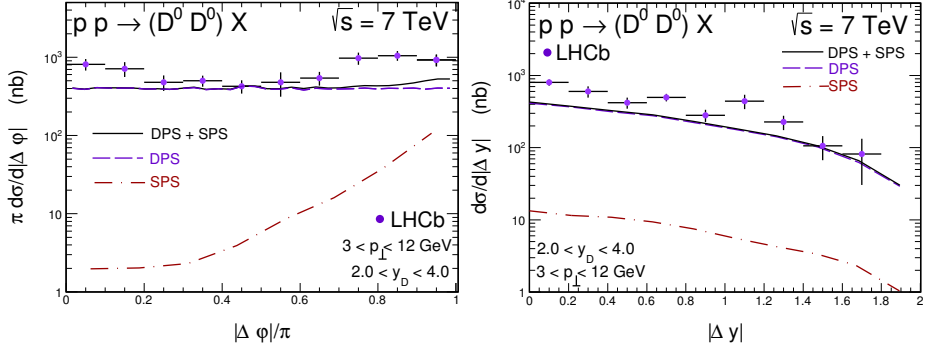 p p → (D⁰ D⁰) X √s = 7 TeV
π dσ/d|Δ φ| (nb)
10³
10²
10
1
DPS + SPS
DPS
SPS
LHCb
3 < p⊥ < 12 GeV
2.0 < y_D < 4.0
0 0.2 0.4 0.6 0.8 1
|Δ φ|/π
p p → (D⁰ D⁰) X √s = 7 TeV
dσ/d|Δ y| (nb)
10⁴
10³
10²
10
1
LHCb
DPS + SPS
DPS
SPS
2.0 < y_D < 4.0
3 < p⊥ < 12 GeV
0 0.2 0.4 0.6 0.8 1 1.2 1.4 1.6 1.8 2
|Δ y|